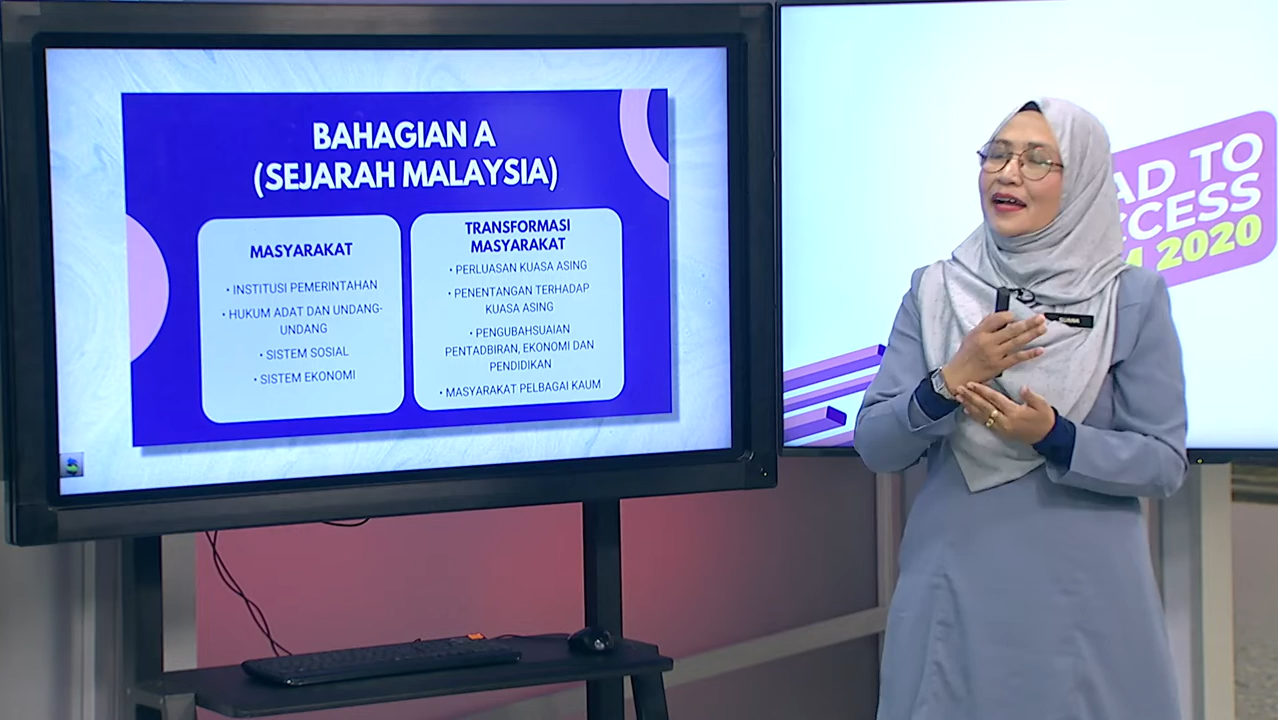 BAHAGIAN A
(SEJARAH MALAYSIA)
MASYARAKAT
• INSTITUSI PEMERINTAHAN
• HUKUM ADAT DAN UNDANG-
UNDANG
• SISTEM SOSIAL
• SISTEM EKONOMI
TRANSFORMASI
MASYARAKAT
• PERLUASAN KUASA ASING
• PENENTANGAN TERHADAP
KUASA ASING
• PENGUBAHSUAIAN
PENTADBIRAN, EKONOMI DAN
PENDIDIKAN
• MASYARAKAT PELBAGAI KAUM
AD TO
CCESS
M 2020